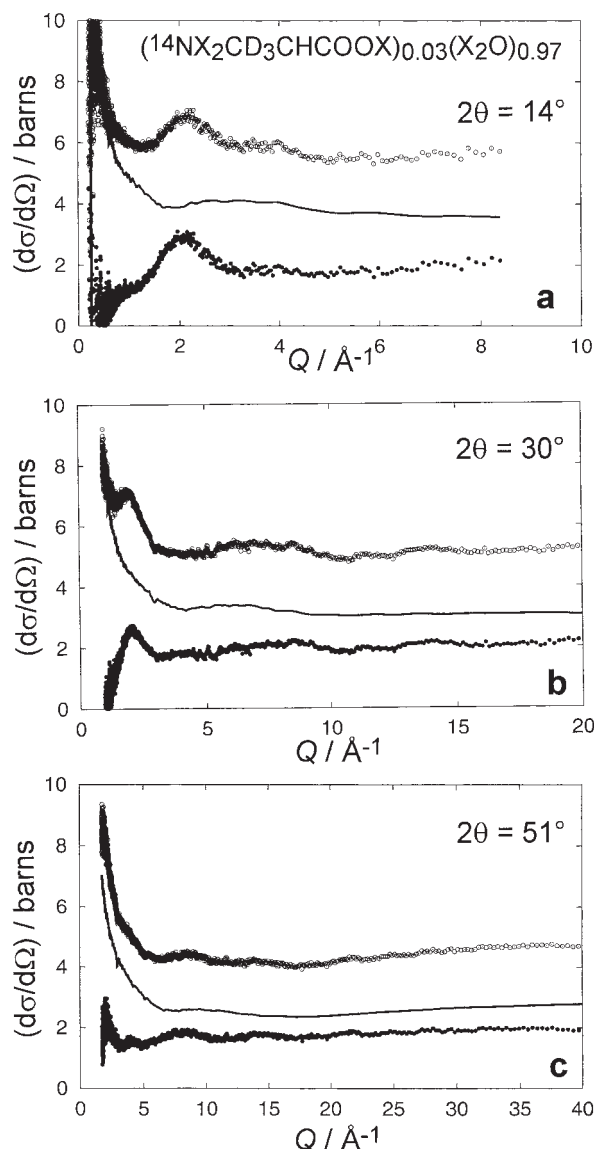 10
8
6
4
2
0
(dσ/dΩ) / barns
(¹⁴NX₂CD₃CHCOOX)₀.₀₃(X₂O)₀.₉₇
2θ = 14°
a
0 2 4 6 8 10
Q / Å⁻¹
10
8
6
4
2
0
(dσ/dΩ) / barns
2θ = 30°
b
0 5 10 15 20
Q / Å⁻¹
10
8
6
4
2
0
(dσ/dΩ) / barns
2θ = 51°
c
0 5 10 15 20 25 30 35 40
Q / Å⁻¹